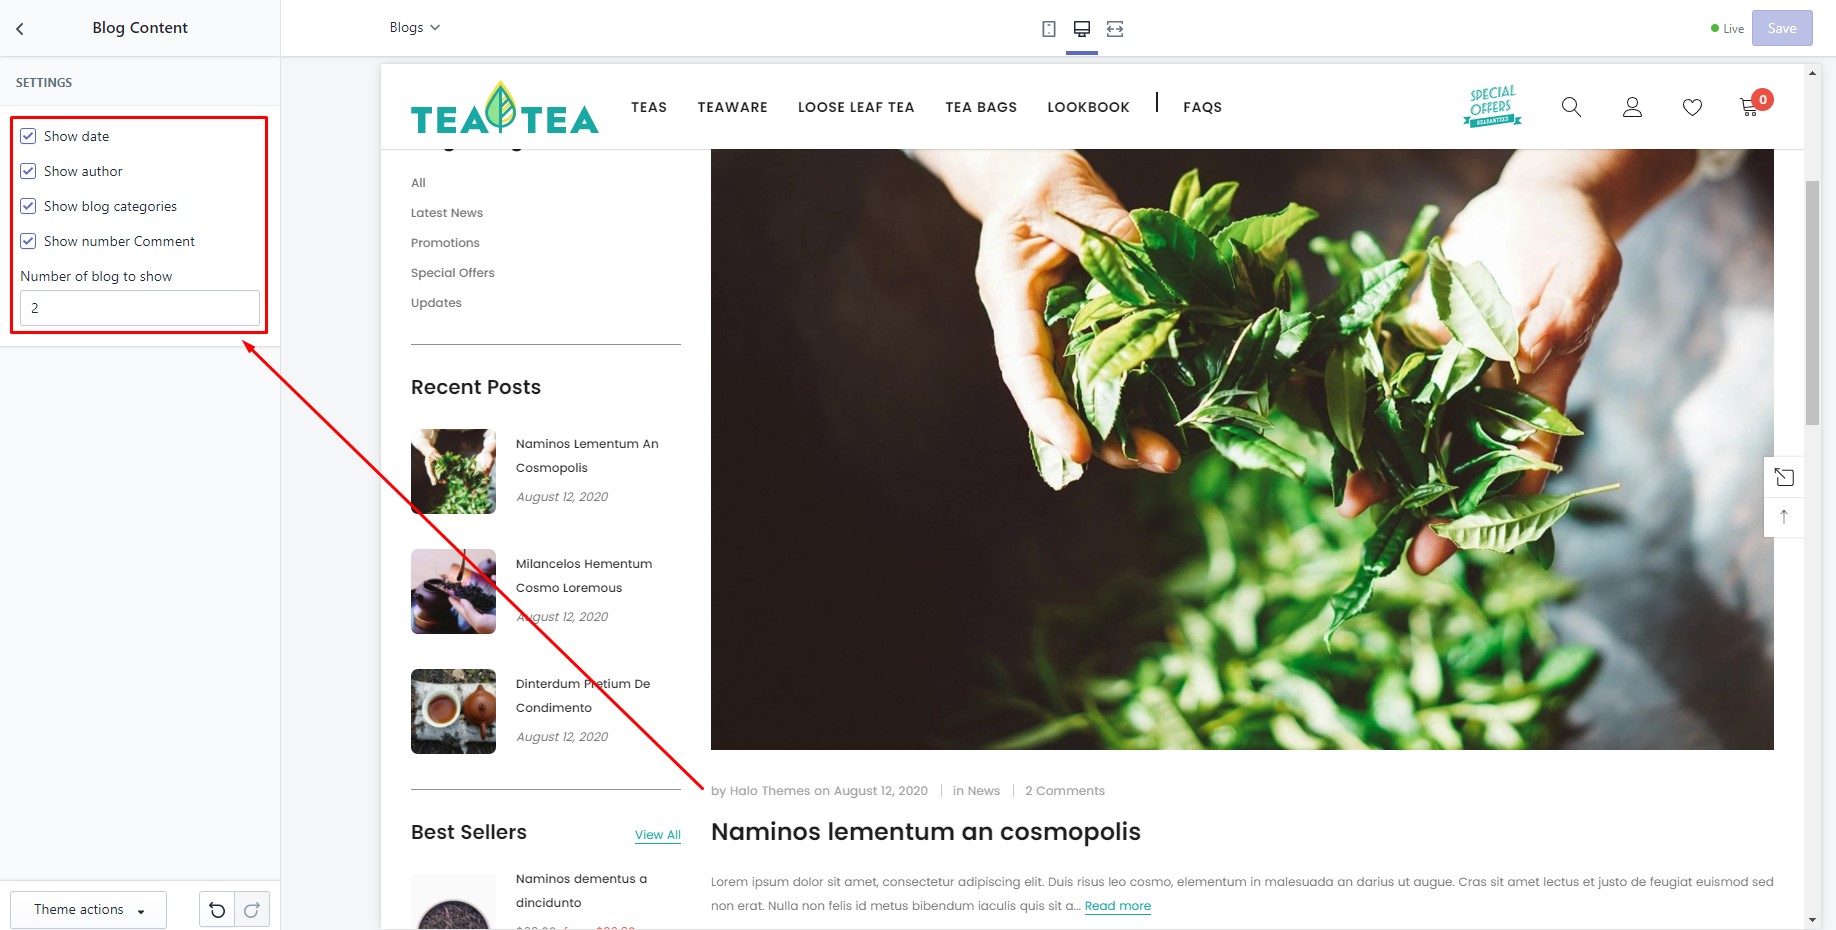 Blog Content
Blogs
Live
Save
SETTINGS
Show date
Show author
Show blog categories
Show number Comment
Number of blog to show
2
Theme actions
TEA TEA
TEAS
TEAWARE
LOOSE LEAF TEA
TEA BAGS
LOOKBOOK
FAQS
SPECIAL
OFFERS
GUARANTEED
0
All
Latest News
Promotions
Special Offers
Updates
Recent Posts
Naminos Lementum An
Cosmopolis
August 12, 2020
Milancelos Hementum
Cosmo Loremous
August 12, 2020
Dinterdum Pretium De
Condimento
August 12, 2020
Best Sellers
View All
Naminos dementus a
dincidunto
by Halo Themes on August 12, 2020 | in News | 2 Comments
Naminos lementum an cosmopolis
Lorem ipsum dolor sit amet, consectetur adipiscing elit. Duis risus leo cosmo, elementum in malesuada an darius ut augue. Cras sit amet lectus et justo de feugiat euismod sed
non erat. Nulla non felis id metus bibendum iaculis quis sit a... Read more